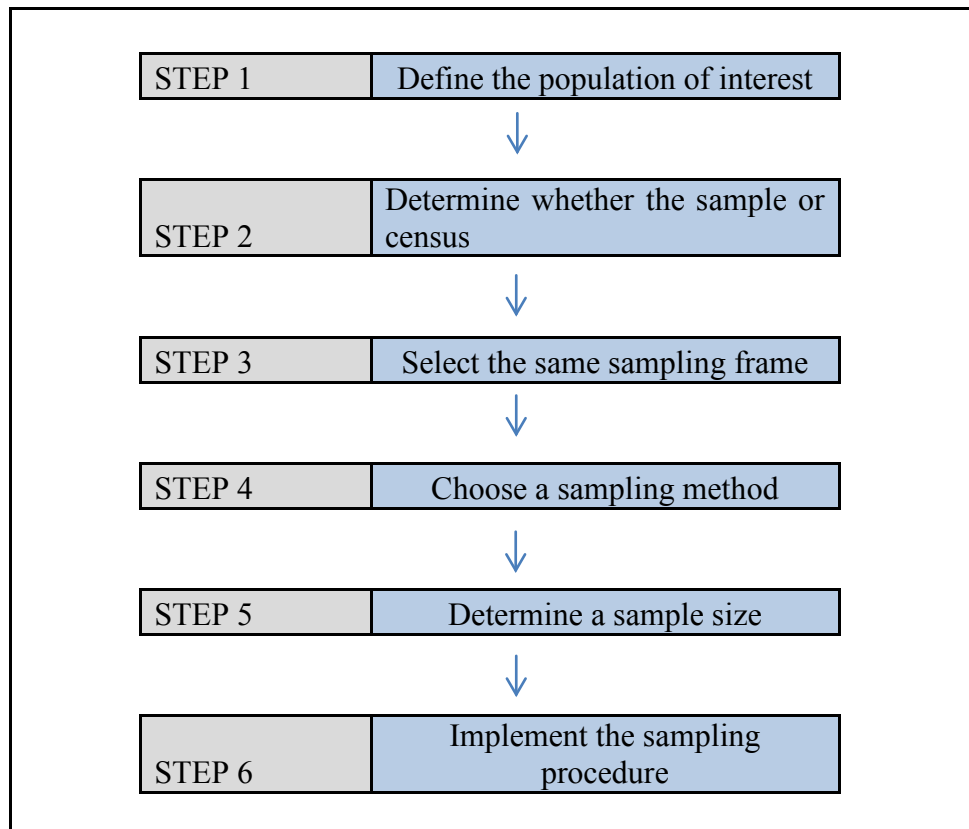 STEP 1 Define the population of interest
STEP 2 Determine whether the sample or
census
STEP 3 Select the same sampling frame
STEP 4 Choose a sampling method
STEP 5 Determine a sample size
STEP 6 Implement the sampling
procedure